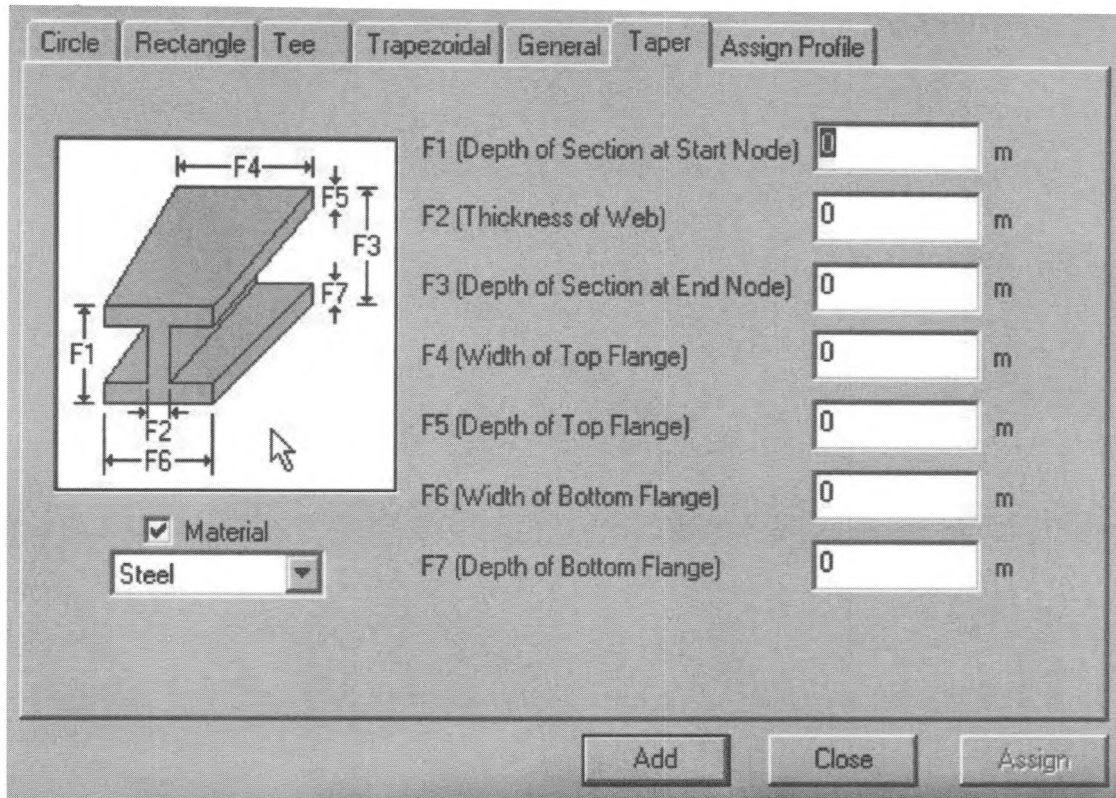 Circle Rectangle Tee Trapezoidal General Taper Assign Profile
F4
F5
F3
F7
F1
F2
F6
F1 (Depth of Section at Start Node) 0 m
F2 (Thickness of Web) 0 m
F3 (Depth of Section at End Node) 0 m
F4 (Width of Top Flange) 0 m
F5 (Depth of Top Flange) 0 m
F6 (Width of Bottom Flange) 0 m
F7 (Depth of Bottom Flange) 0 m
Material
Steel
Add Close Assign